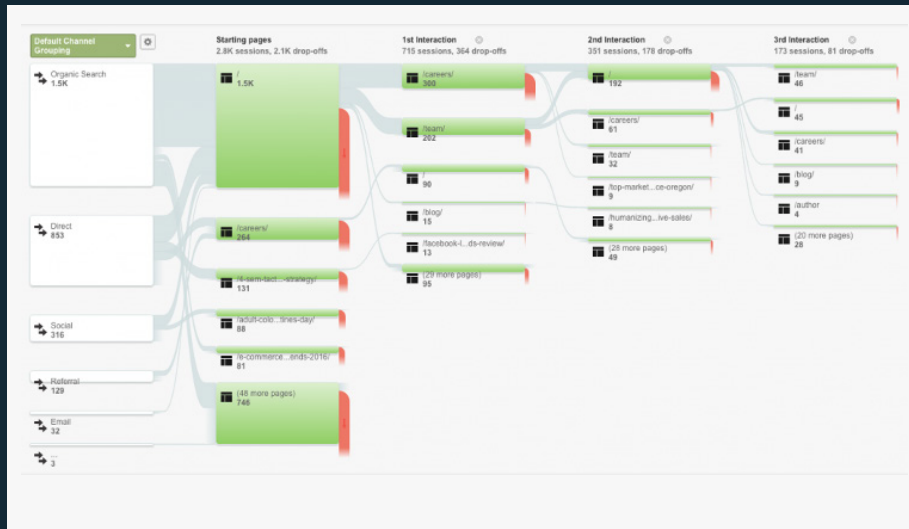 Default Channel
Grouping
Organic Search
1.5K
Direct
853
Social
316
Referral
129
Email
32
...
3
Starting pages
2.8K sessions, 2.1K drop-offs
/
1.5K
/careers/
264
/6-sem-tact...-strategy/
131
/adult-colo...tines-day/
88
/e-commerce...ends-2016/
81
(48 more pages)
746
1st Interaction
715 sessions, 364 drop-offs
/careers/
300
/team/
202
/
90
/blog/
15
/facebook-l...ds-review/
13
(29 more pages)
95
2nd Interaction
351 sessions, 178 drop-offs
/
192
/careers/
61
/team/
32
/top-market...ce-oregon/
9
/humanizing...ive-sales/
8
(28 more pages)
49
3rd Interaction
173 sessions, 81 drop-offs
/team/
46
/
45
/careers/
41
/blog/
9
/author
4
(20 more pages)
28